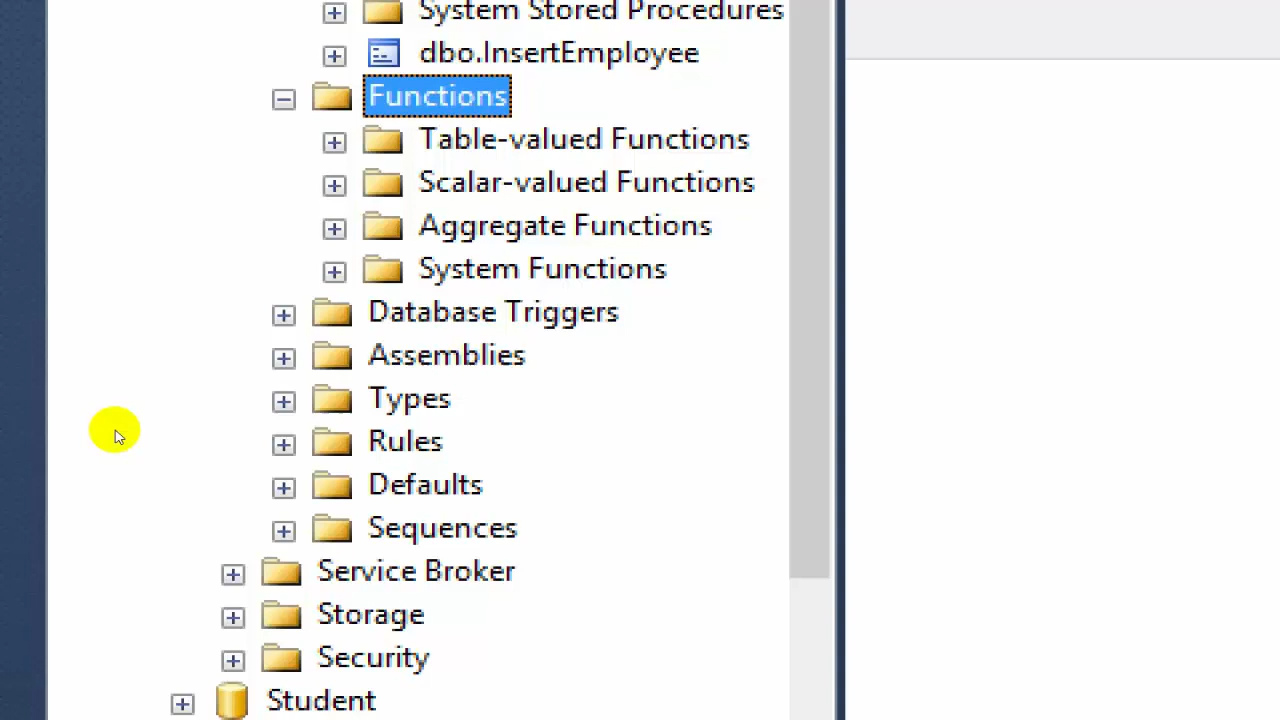 System Stored Procedures
dbo.InsertEmployee
Functions
Table-valued Functions
Scalar-valued Functions
Aggregate Functions
System Functions
Database Triggers
Assemblies
Types
Rules
Defaults
Sequences
Service Broker
Storage
Security
Student